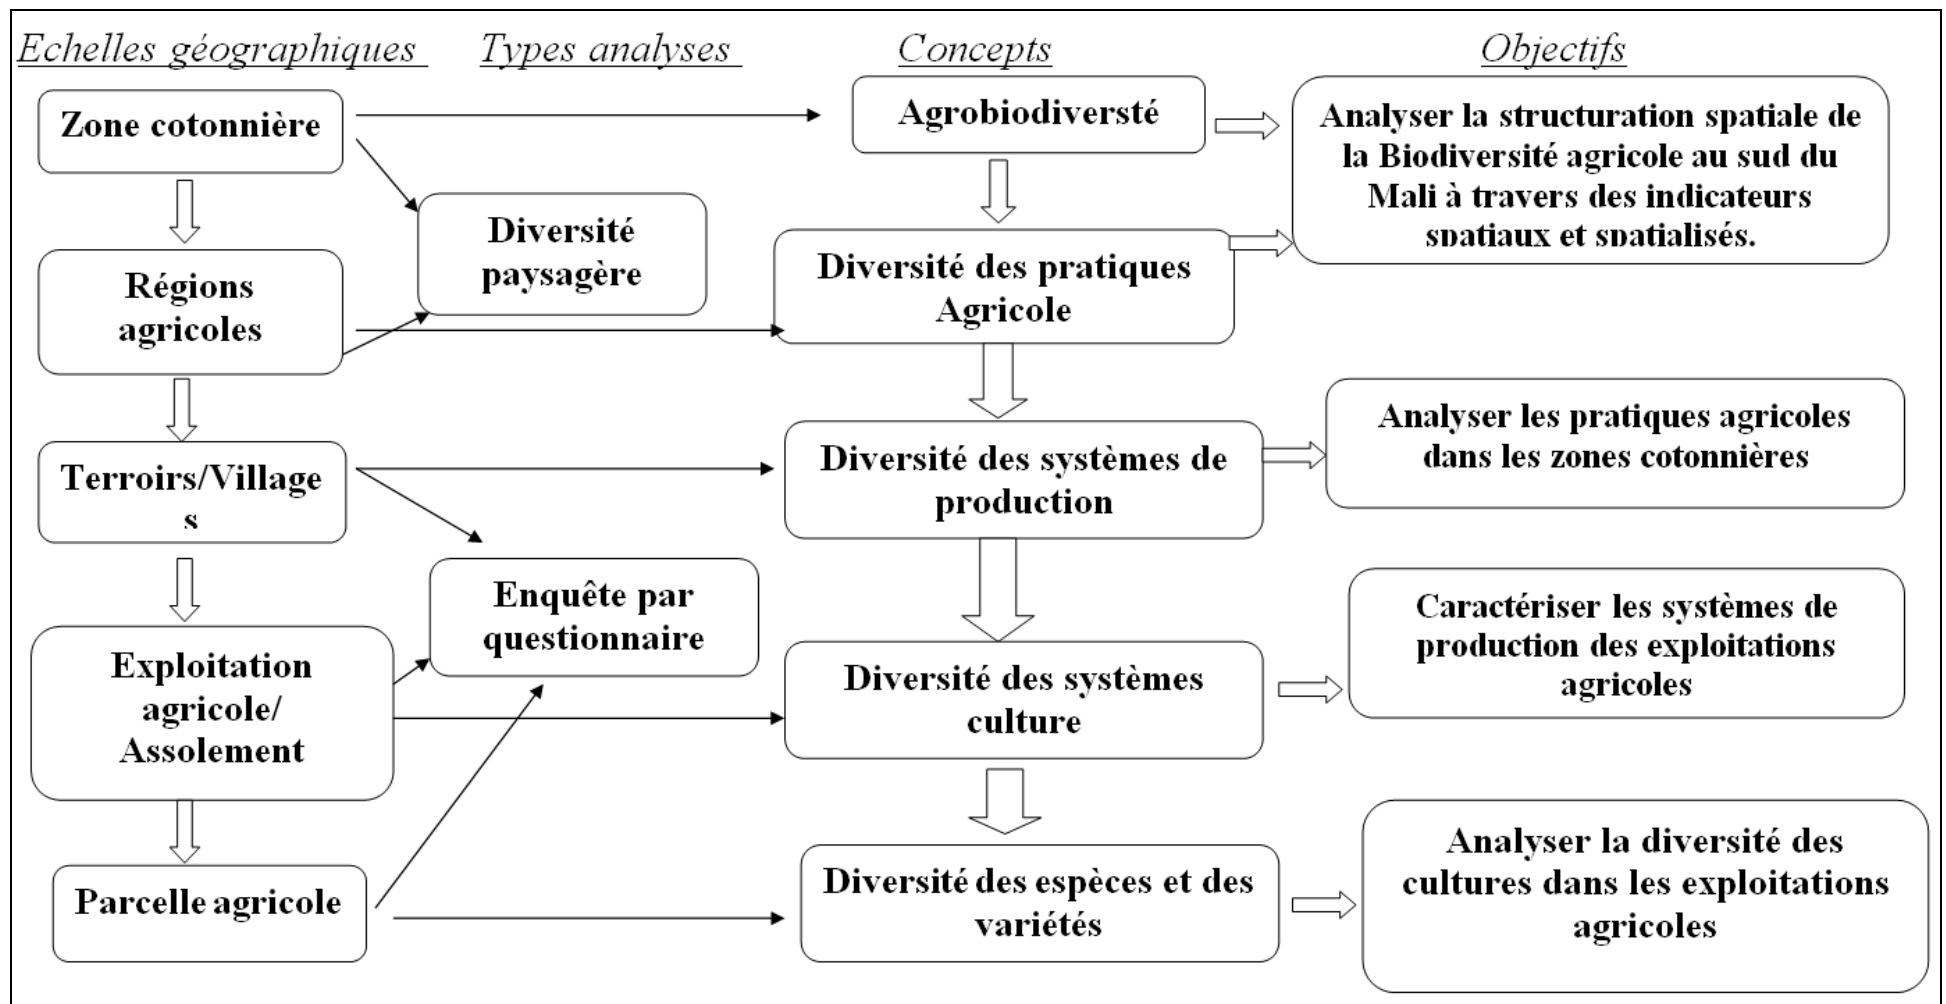 Echelles géographiques
Types analyses
Concepts
Objectifs
Zone cotonnière
Agrobiodiversté
Analyser la structuration spatiale de
la Biodiversité agricole au sud du
Mali à travers des indicateurs
spatiaux et spatialisés.
Diversité
paysagère
Régions
agricoles
Diversité des pratiques
Agricole
Terroirs/Village
s
Diversité des systèmes de
production
Analyser les pratiques agricoles
dans les zones cotonnières
Enquête par
questionnaire
Exploitation
agricole/
Assolement
Diversité des systèmes
culture
Caractériser les systèmes de
production des exploitations
agricoles
Parcelle agricole
Diversité des espèces et des
variétés
Analyser la diversité des
cultures dans les exploitations
agricoles